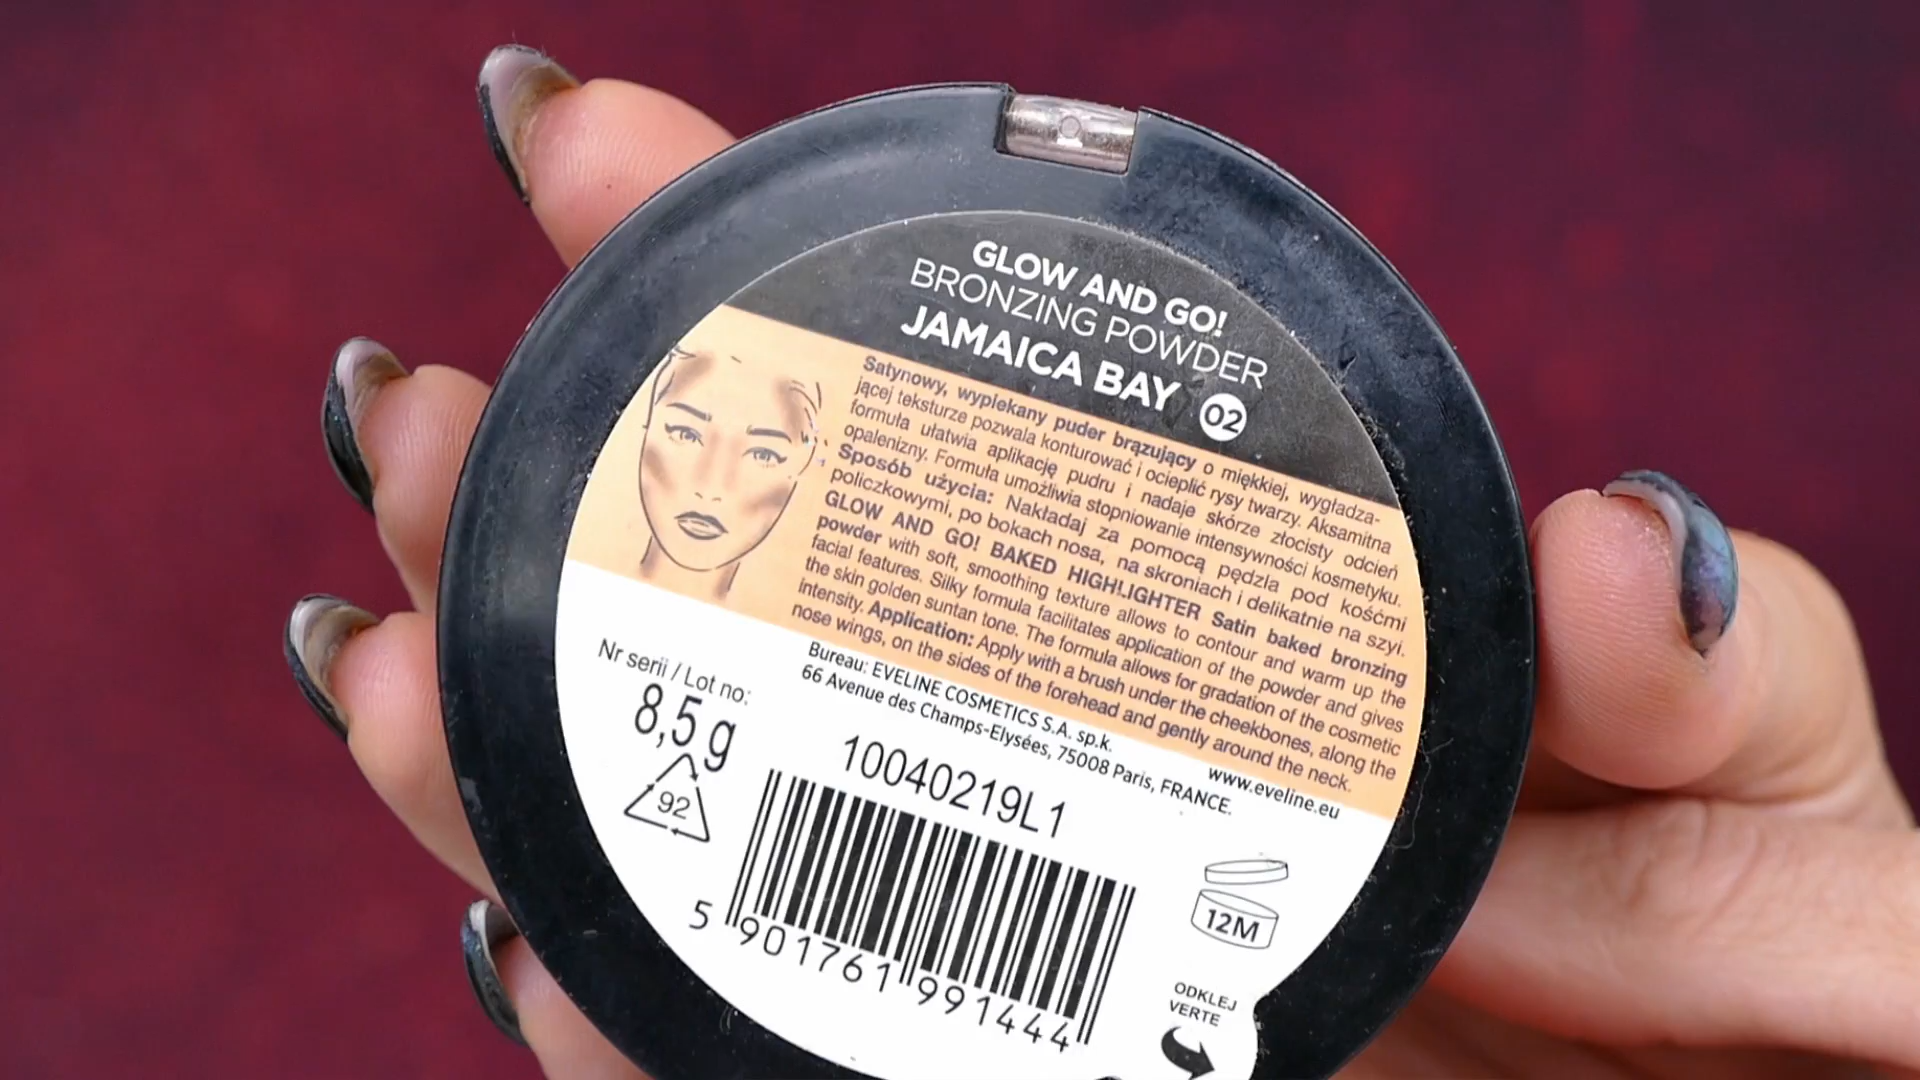 GLOW AND GO!
BRONZING POWDER
JAMAICA BAY 02
Satynowy, wypiekany puder brązujący o miękkiej, wygładza-
jącej teksturze pozwala konturować i ocieplić rysy twarzy. Aksamitna
formuła ułatwia aplikację pudru i nadaje skórze złocisty odcień
opalenizny. Formuła umożliwia stopniowanie intensywności kosmetyku.
Sposób użycia: Nakładaj za pomocą pędzla pod kośćmi
policzkowymi, po bokach nosa, na skroniach i delikatnie na szyi.
GLOW AND GO! BAKED HIGHLIGHTER Satin baked bronzing
powder with soft, smoothing texture allows to contour and warm up the
facial features. Silky formula facilitates application of the powder and gives
the skin golden suntan tone. The formula allows for gradation of the cosmetic
intensity. Application: Apply with a brush under the cheekbones, along the
nose wings, on the sides of the forehead and gently around the neck.
Bureau: EVELINE COSMETICS S.A. sp.k.
66 Avenue des Champs-Elysées, 75008 Paris, FRANCE.
www.eveline.eu
Nr serii / Lot no:
8,5 g
10040219L1
92
12M
5 901761 991444
ODKLEJ
VERTE